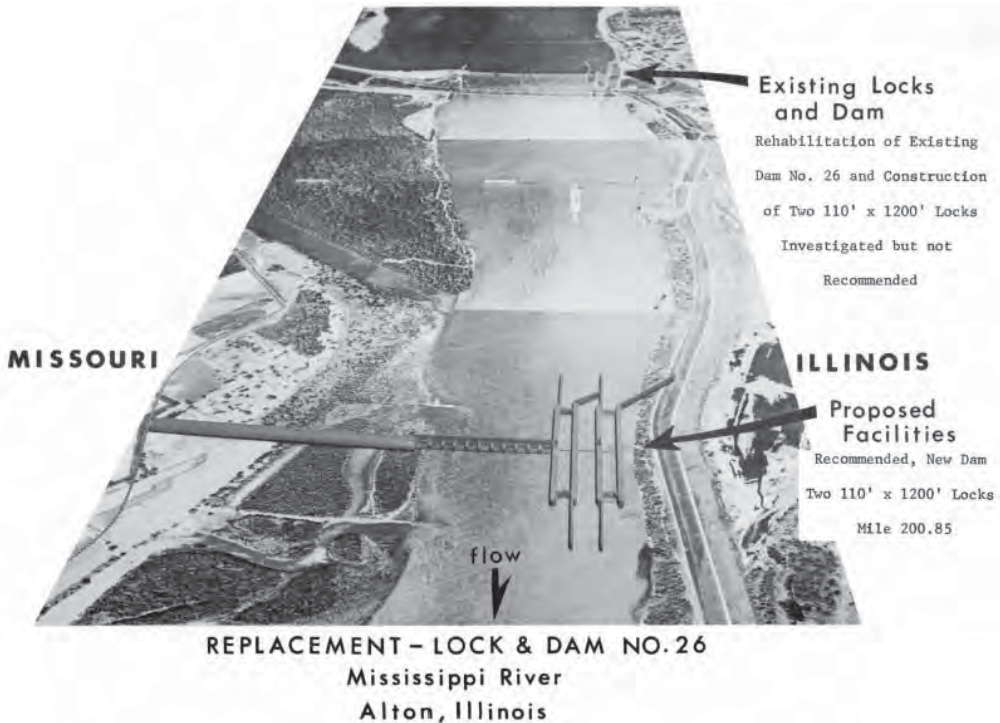 Existing Locks
and Dam
Rehabilitation of Existing
Dam No. 26 and Construction
of Two 110' x 1200' Locks
Investigated but not
Recommended
MISSOURI
ILLINOIS
Proposed
Facilities
Recommended, New Dam
Two 110' x 1200' Locks
Mile 200.85
flow
REPLACEMENT – LOCK & DAM NO. 26
Mississippi River
Alton, Illinois